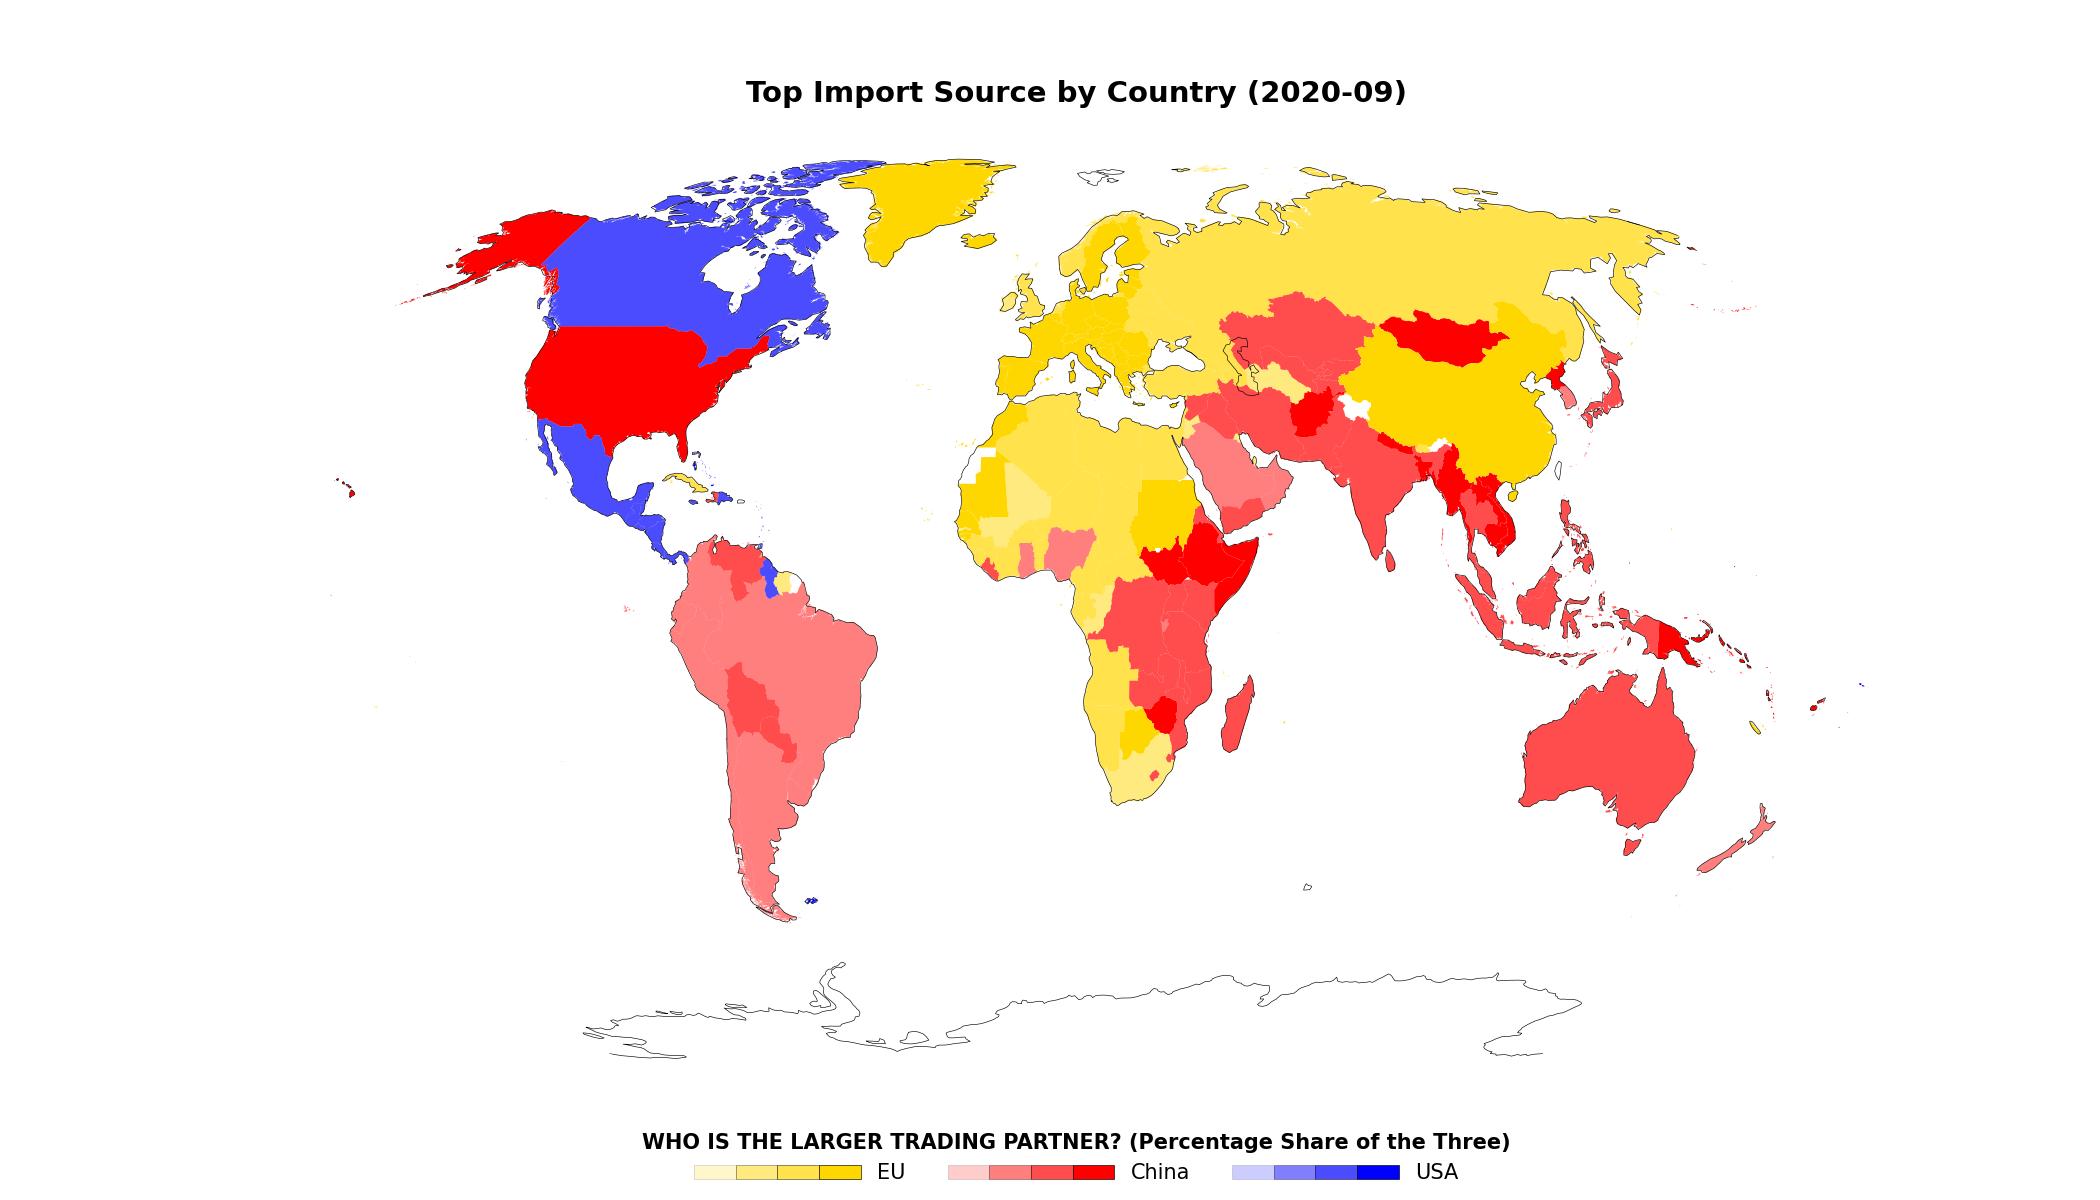 Top Import Source by Country (2020-09)
WHO IS THE LARGER TRADING PARTNER? (Percentage Share of the Three)
EU China USA